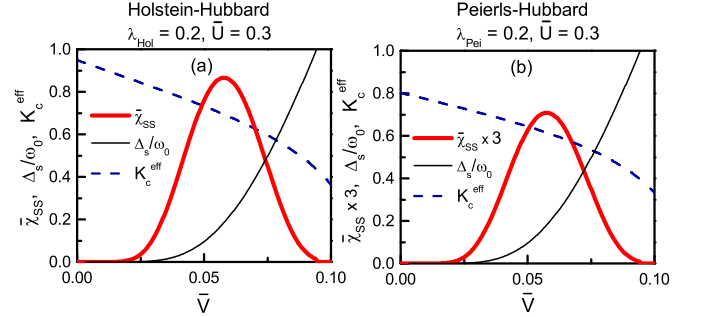 Holstein-Hubbard
λ_Hol = 0.2, Ū = 0.3
Peierls-Hubbard
λ_Pei = 0.2, Ū = 0.3
χ̄_SS, Δ_s/ω_0, K_c^eff
1.0
0.8
0.6
0.4
0.2
0.0
(a)
χ̄_SS
Δ_s/ω_0
K_c^eff
0.00
0.05
0.10
V̄
χ̄_SS x 3, Δ_s/ω_0, K_c^eff
1.0
0.8
0.6
0.4
0.2
0.0
(b)
χ̄_SS x 3
Δ_s/ω_0
K_c^eff
0.00
0.05
0.10
V̄